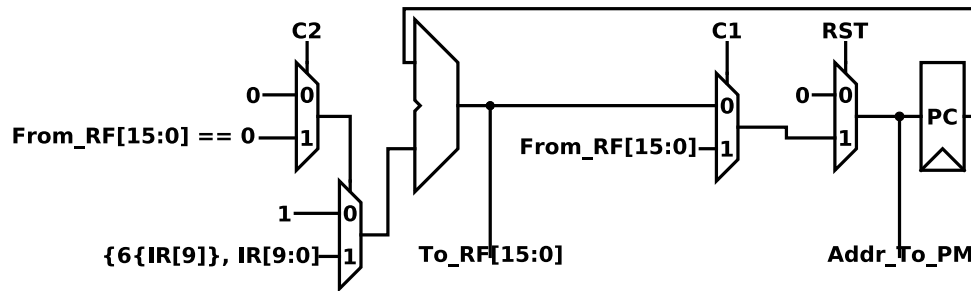 C2
C1
RST
0
0
0
0
0
From_RF[15:0] == 0
1
PC
From_RF[15:0]
1
1
1
0
{6{IR[9]}, IR[9:0]
1
To_RF[15:0]
Addr_To_PM